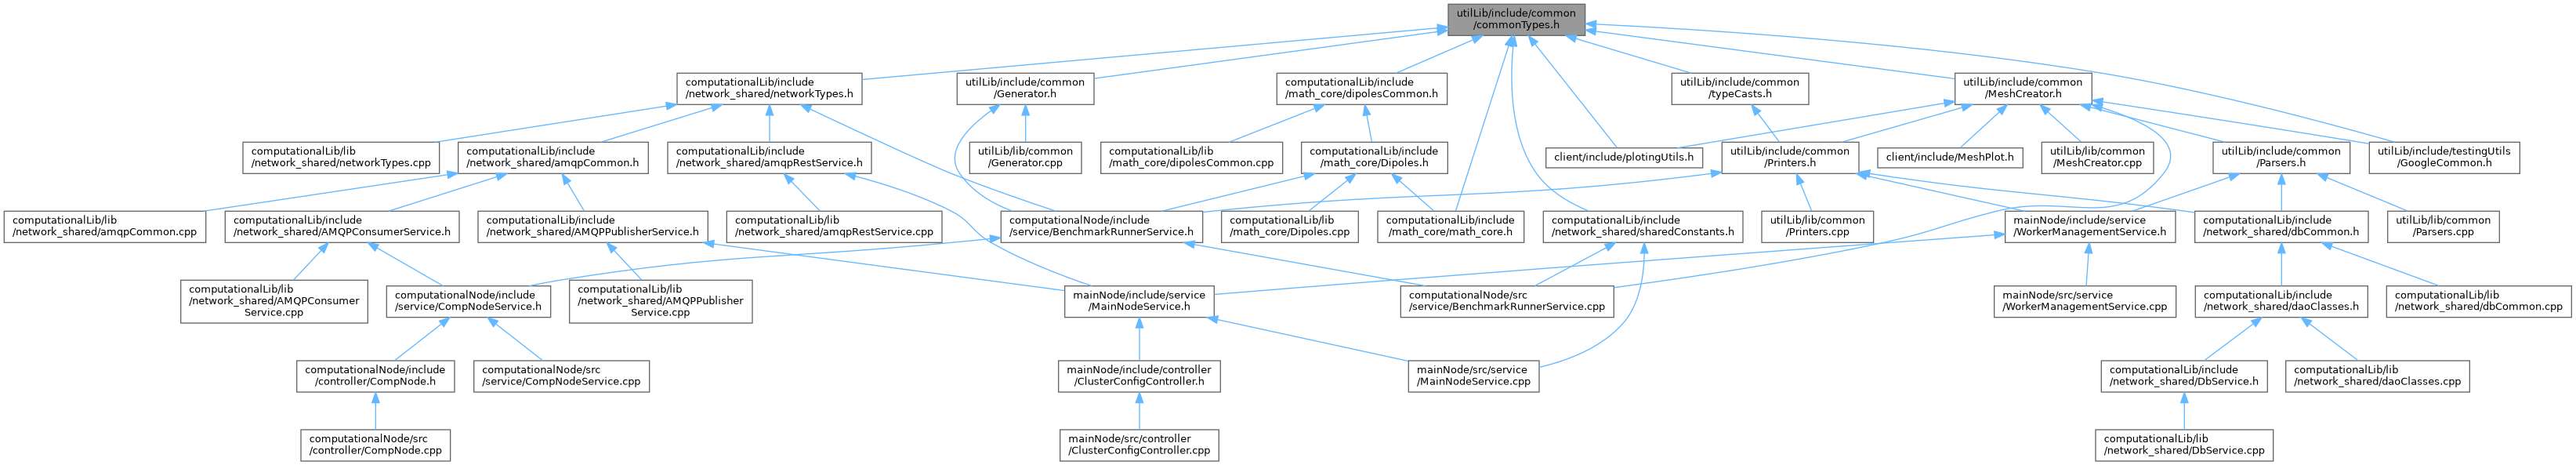 utilLib/include/common
/commonTypes.h
computationalLib/include
/network_shared/networkTypes.h
utilLib/include/common
/Generator.h
computationalLib/include
/math_core/dipolesCommon.h
utilLib/include/common
/typeCasts.h
utilLib/include/common
/MeshCreator.h
computationalLib/lib
/network_shared/networkTypes.cpp
computationalLib/include
/network_shared/amqpCommon.h
computationalLib/include
/network_shared/amqpRestService.h
utilLib/lib/common
/Generator.cpp
computationalLib/lib
/math_core/dipolesCommon.cpp
computationalLib/include
/math_core/Dipoles.h
client/include/plotingUtils.h
utilLib/include/common
/Printers.h
client/include/MeshPlot.h
utilLib/lib/common
/MeshCreator.cpp
utilLib/include/common
/Parsers.h
utilLib/include/testingUtils
/GoogleCommon.h
computationalLib/lib
/network_shared/amqpCommon.cpp
computationalLib/include
/network_shared/AMQPConsumerService.h
computationalLib/include
/network_shared/AMQPPublisherService.h
computationalLib/lib
/network_shared/amqpRestService.cpp
computationalNode/include
/service/BenchmarkRunnerService.h
computationalLib/lib
/math_core/Dipoles.cpp
computationalLib/include
/math_core/math_core.h
computationalLib/include
/network_shared/sharedConstants.h
utilLib/lib/common
/Printers.cpp
mainNode/include/service
/WorkerManagementService.h
computationalLib/include
/network_shared/dbCommon.h
utilLib/lib/common
/Parsers.cpp
computationalLib/lib
/network_shared/AMQPConsumer
Service.cpp
computationalNode/include
/service/CompNodeService.h
computationalLib/lib
/network_shared/AMQPPublisher
Service.cpp
mainNode/include/service
/MainNodeService.h
computationalNode/src
/service/BenchmarkRunnerService.cpp
mainNode/src/service
/WorkerManagementService.cpp
computationalLib/include
/network_shared/daoClasses.h
computationalLib/lib
/network_shared/dbCommon.cpp
computationalNode/include
/controller/CompNode.h
computationalNode/src
/service/CompNodeService.cpp
mainNode/include/controller
/ClusterConfigController.h
mainNode/src/service
/MainNodeService.cpp
computationalLib/include
/network_shared/DbService.h
computationalLib/lib
/network_shared/daoClasses.cpp
computationalNode/src
/controller/CompNode.cpp
mainNode/src/controller
/ClusterConfigController.cpp
computationalLib/lib
/network_shared/DbService.cpp